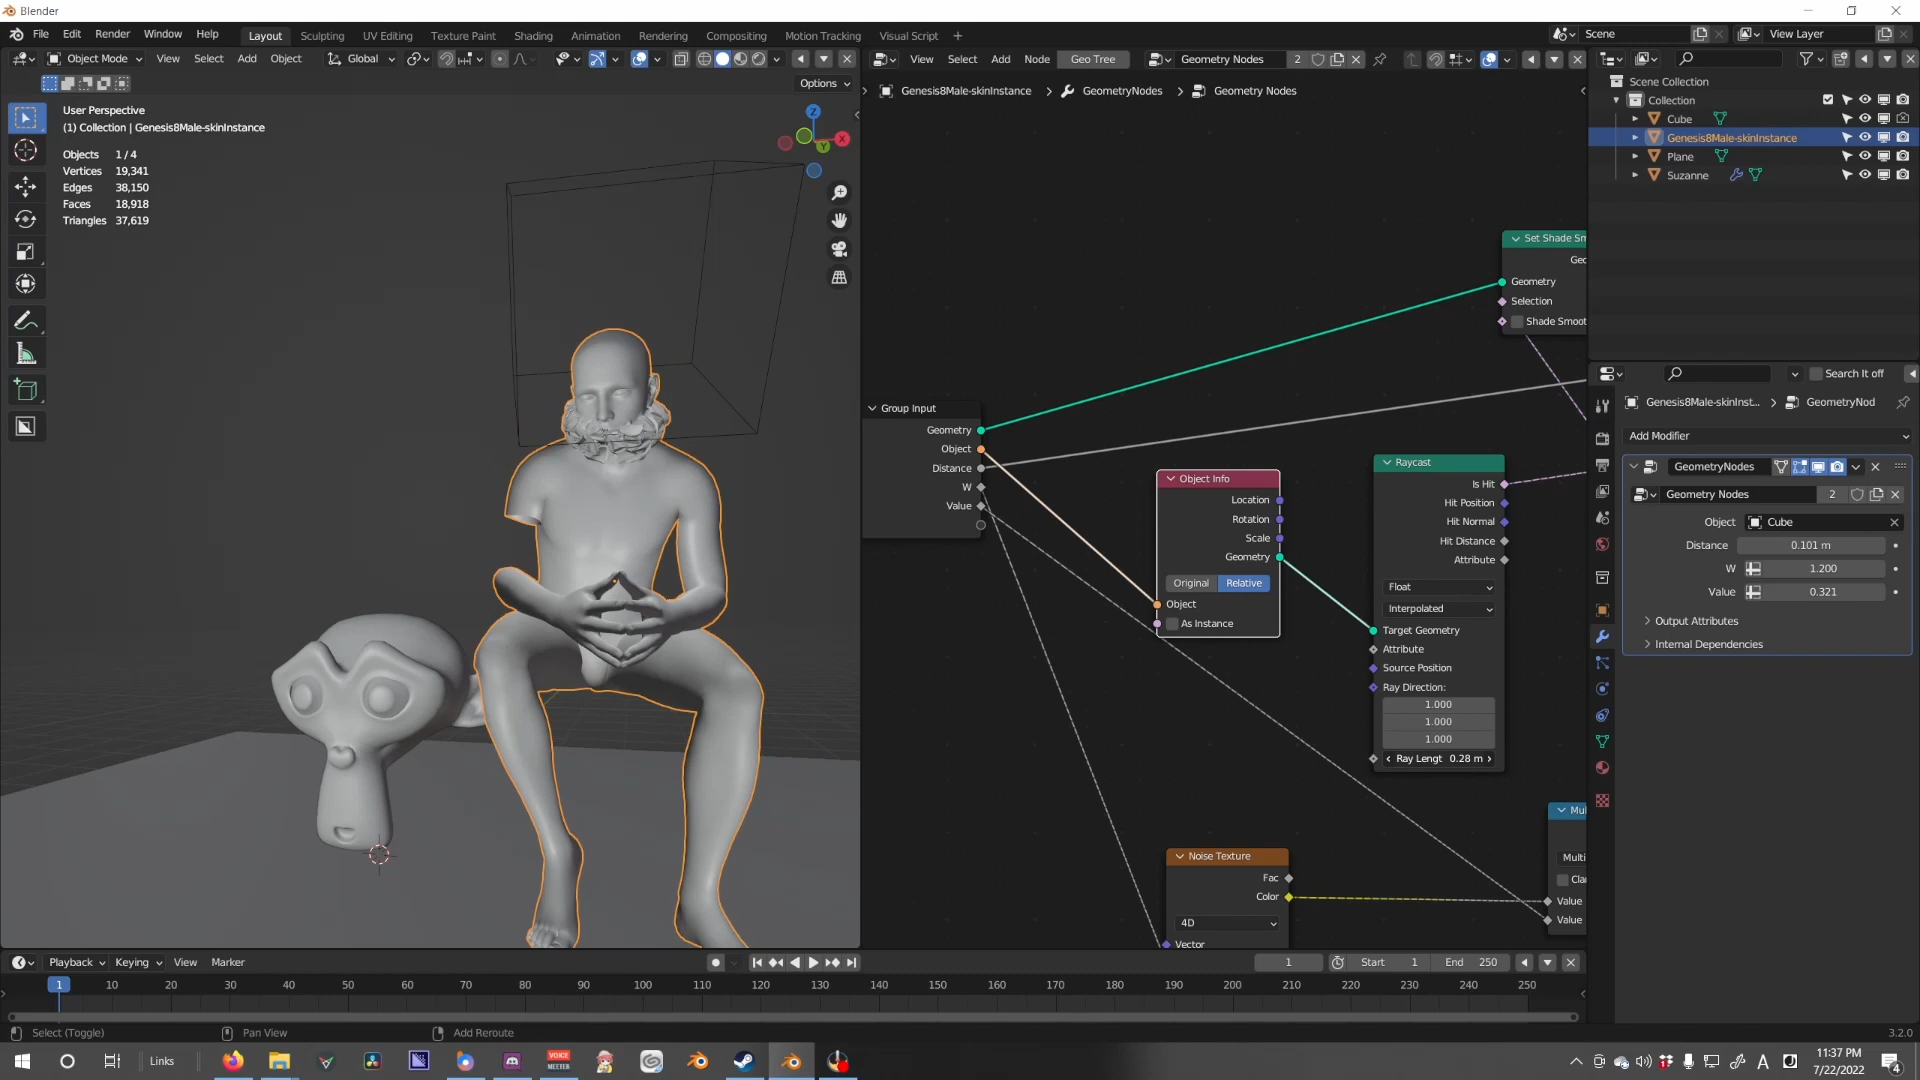 Blender
File Edit Render Window Help Layout Sculpting UV Editing Texture Paint Shading Animation Rendering Compositing Motion Tracking Visual Script + Scene View Layer
Object Mode View Select Add Object Global
View Select Add Node Geo Tree Geometry Nodes 2
Options
User Perspective
(1) Collection | Genesis8Male-skinInstance
Objects 1 / 4
Vertices 19,341
Edges 38,150
Faces 18,918
Triangles 37,619
Z
X
Y
Genesis8Male-skinInstance > GeometryNodes > Geometry Nodes
Set Shade Sm
Geo
Geometry
Selection
Shade Smoot
Group Input
Geometry
Object
Distance
W
Value
Object Info
Location
Rotation
Scale
Geometry
Original Relative
Object
As Instance
Raycast
Is Hit
Hit Position
Hit Normal
Hit Distance
Attribute
Float
Interpolated
Target Geometry
Attribute
Source Position
Ray Direction:
1.000
1.000
1.000
Ray Lengt 0.28 m
Noise Texture
Fac
Color
4D
Vector
Mul
Multi
Cla
Value
Value
Scene Collection
Collection
Cube
Genesis8Male-skinInstance
Plane
Suzanne
Search It off
Genesis8Male-skinInst... > GeometryNod
Add Modifier
GeometryNodes
Geometry Nodes 2
Object Cube
Distance 0.101 m
W 1.200
Value 0.321
Output Attributes
Internal Dependencies
Playback Keying View Marker 1 Start 1 End 250
1 10 20 30 40 50 60 70 80 90 100 110 120 130 140 150 160 170 180 190 200 210 220 230 240 250
Select (Toggle) Pan View Add Reroute 3.2.0
Links
VOICE
MEETER
A
11:37 PM
7/22/2022
4